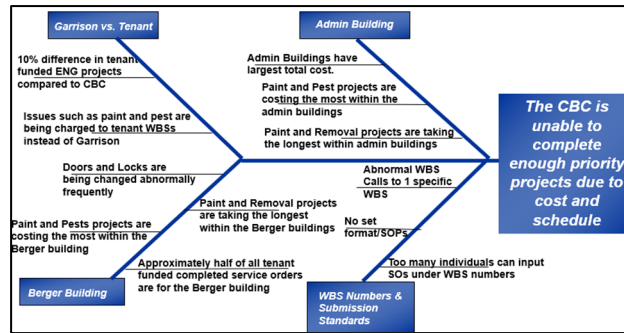 Garrison vs. Tenant
10% difference in tenant
funded ENG projects
compared to CBC
Issues such as paint and pest are
being charged to tenant WBSs
instead of Garrison
Admin Building
Admin Buildings have
largest total cost.
Paint and Pest projects are
costing the most within the
admin buildings
Paint and Removal projects are taking
the longest within admin buildings
Doors and Locks are
being changed abnormally
frequently
Paint and Removal projects
are taking the longest
within the Berger buildings
Paint and Pests projects are
costing the most within the
Berger building
Approximately half of all tenant
funded completed service orders
are for the Berger building
Berger Building
Abnormal WBS
Calls to 1 specific
WBS
No set
format/SOPs
Too many individuals can input
SOs under WBS numbers
WBS Numbers &
Submission
Standards
The CBC is
unable to
complete
enough priority
projects due to
cost and
schedule